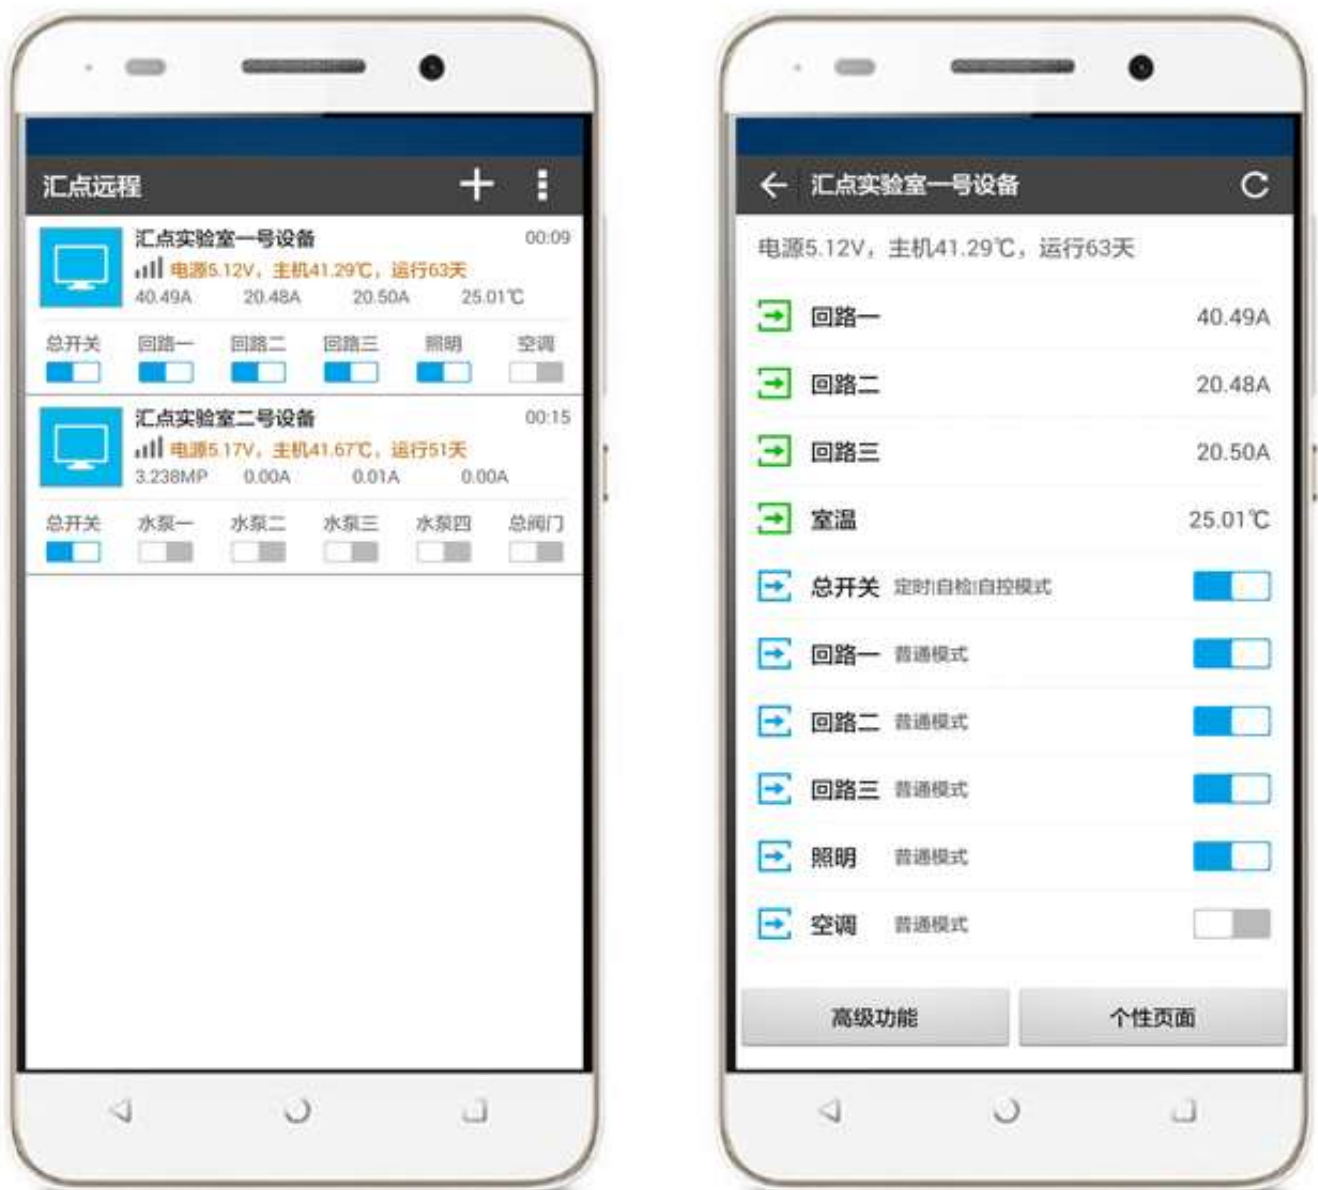 汇点远程
汇点实验室一号设备 00:09
电源5.12V，主机41.29℃，运行63天
40.49A 20.48A 20.50A 25.01℃
总开关 回路一 回路二 回路三 照明 空调
汇点实验室二号设备 00:15
电源5.17V，主机41.67℃，运行51天
3.238MP 0.00A 0.01A 0.00A
总开关 水泵一 水泵二 水泵三 水泵四 总阀门
汇点实验室一号设备
电源5.12V，主机41.29℃，运行63天
回路一 40.49A
回路二 20.48A
回路三 20.50A
室温 25.01℃
总开关 定时|自检|自控模式
回路一 普通模式
回路二 普通模式
回路三 普通模式
照明 普通模式
空调 普通模式
高级功能 个性页面